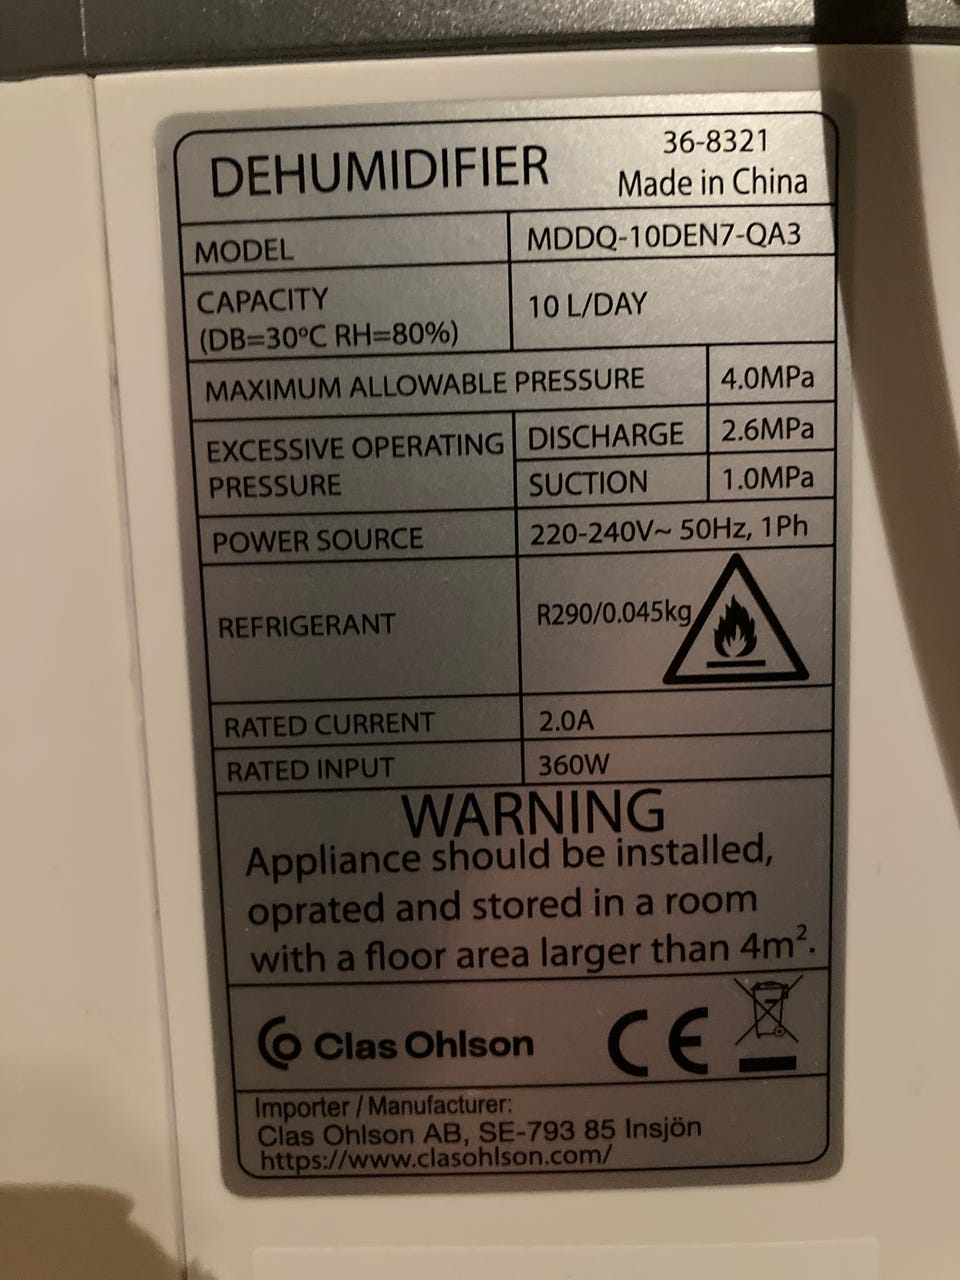 DEHUMIDIFIER
36-8321
Made in China
MODEL
MDDQ-10DEN7-QA3
CAPACITY
(DB=30°C RH=80%)
10 L/DAY
MAXIMUM ALLOWABLE PRESSURE
4.0MPa
EXCESSIVE OPERATING
PRESSURE
DISCHARGE
2.6MPa
SUCTION
1.0MPa
POWER SOURCE
220-240V~ 50Hz, 1Ph
REFRIGERANT
R290/0.045kg
RATED CURRENT
2.0A
RATED INPUT
360W
WARNING
Appliance should be installed,
oprated and stored in a room
with a floor area larger than 4m².
Clas Ohlson
CE
Importer / Manufacturer:
Clas Ohlson AB, SE-793 85 Insjön
https://www.clasohlson.com/